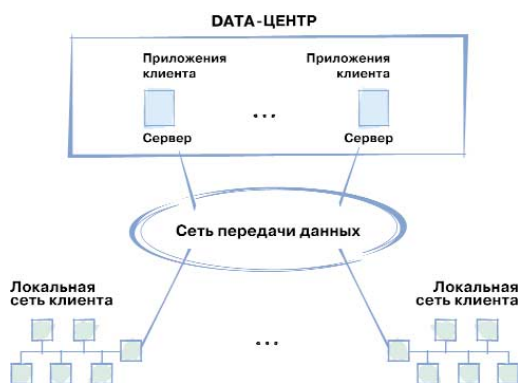 DATA-ЦЕНТР
Приложения
клиента
Приложения
клиента
...
Сервер
Сервер
Сеть передачи данных
Локальная
сеть клиента
Локальная
сеть клиента
...